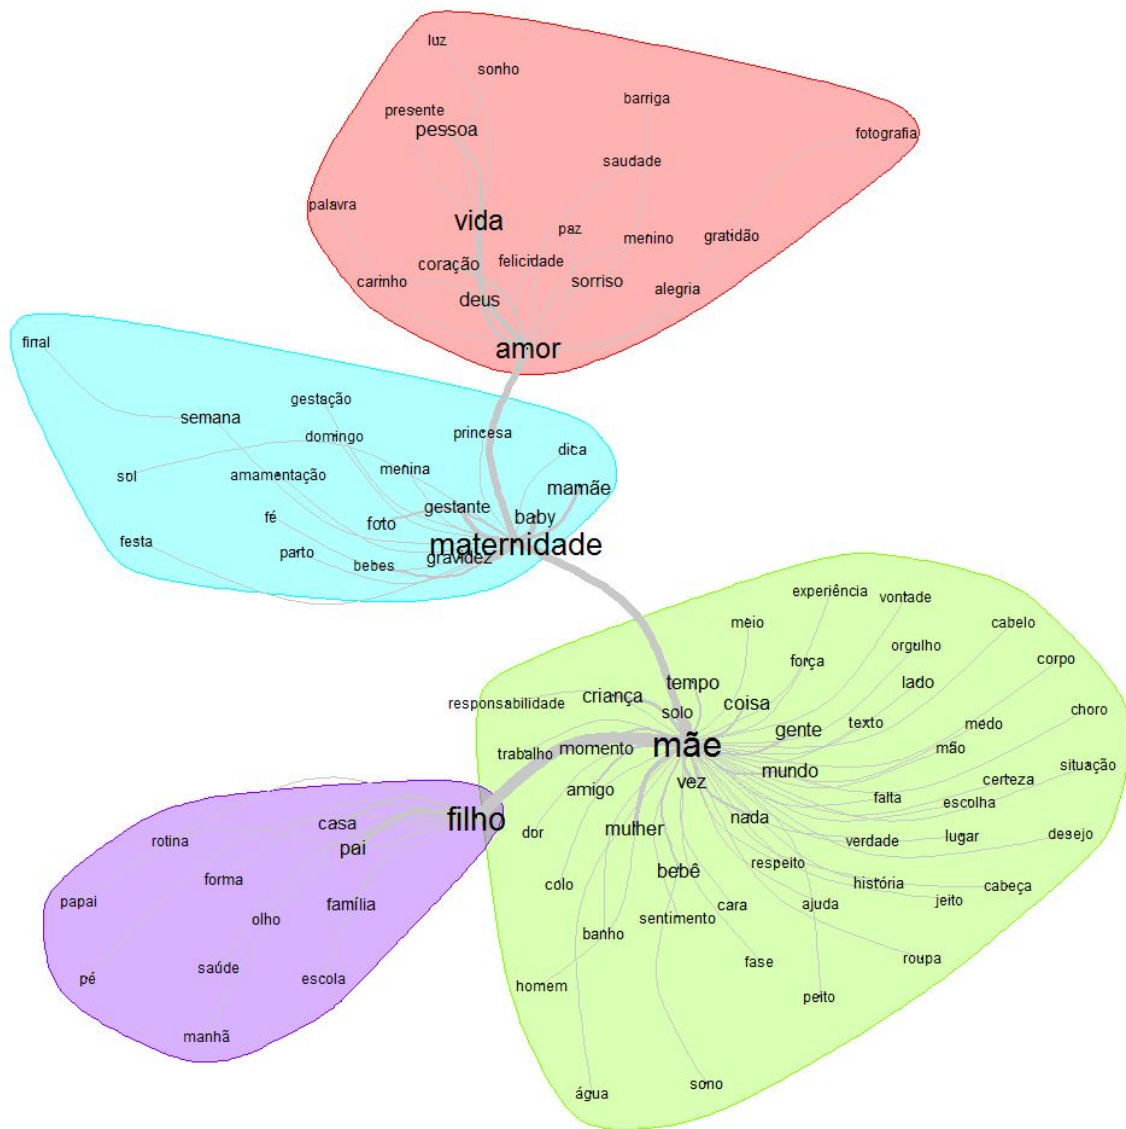 luz
sonho
barriga
presente
pessoa
fotografia
saudade
palavra
vida
paz
menino
gratidão
coração
felicidade
carinho
deus
sorriso
alegria
amor
final
gestação
semana
princesa
domingo
dica
menina
sol
amamentação
mamãe
gestante
baby
fé
foto
festa
maternidade
parto
gravidez
bebes
experiência
vontade
meio
cabelo
orgulho
força
corpo
tempo
lado
criança
responsabilidade
coisa
solo
choro
texto
medo
gente
mãe
momento
trabalho
mão
situação
mundo
vez
certeza
amigo
falta
escolha
nada
filho
casa
mulher
dor
desejo
lugar
rotina
verdade
pai
respeito
bebê
forma
história
colo
cabeça
papai
família
cara
ajuda
jeito
olho
sentimento
banho
roupa
fase
saúde
pé
escola
homem
peito
manhã
sono
água